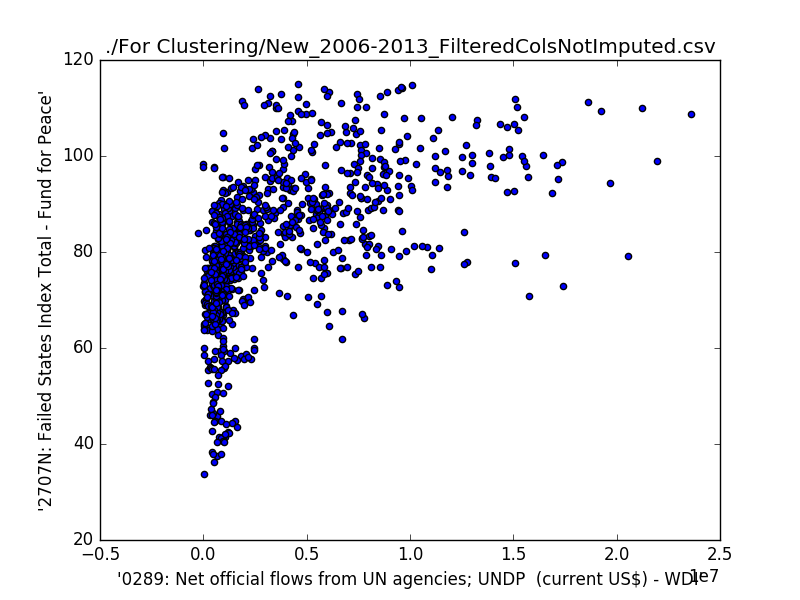 ./For Clustering/New_2006-2013_FilteredColsNotImputed.csv
120
100
80
60
40
20
'2707N: Failed States Index Total - Fund for Peace'
−0.5 0.0 0.5 1.0 1.5 2.0 2.5
1e7
'0289: Net official flows from UN agencies; UNDP (current US$) - WDI'